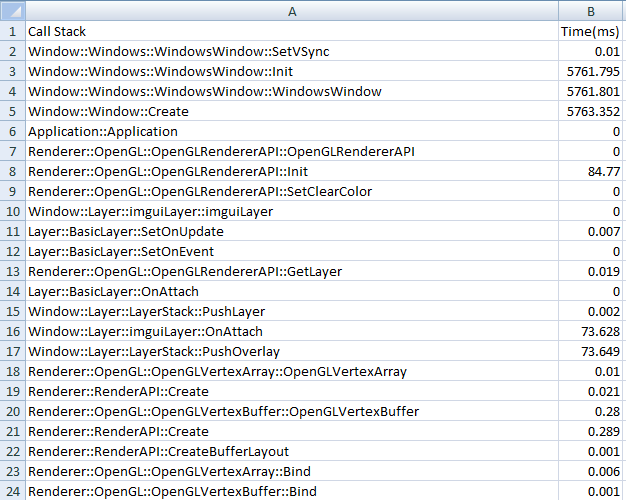 A B
1 Call Stack Time(ms)
2 Window::Windows::WindowsWindow::SetVSync 0.01
3 Window::Windows::WindowsWindow::Init 5761.795
4 Window::Windows::WindowsWindow::WindowsWindow 5761.801
5 Window::Window::Create 5763.352
6 Application::Application 0
7 Renderer::OpenGL::OpenGLRendererAPI::OpenGLRendererAPI 0
8 Renderer::OpenGL::OpenGLRendererAPI::Init 84.77
9 Renderer::OpenGL::OpenGLRendererAPI::SetClearColor 0
10 Window::Layer::imguiLayer::imguiLayer 0
11 Layer::BasicLayer::SetOnUpdate 0.007
12 Layer::BasicLayer::SetOnEvent 0
13 Renderer::OpenGL::OpenGLRendererAPI::GetLayer 0.019
14 Layer::BasicLayer::OnAttach 0
15 Window::Layer::LayerStack::PushLayer 0.002
16 Window::Layer::imguiLayer::OnAttach 73.628
17 Window::Layer::LayerStack::PushOverlay 73.649
18 Renderer::OpenGL::OpenGLVertexArray::OpenGLVertexArray 0.01
19 Renderer::RenderAPI::Create 0.021
20 Renderer::OpenGL::OpenGLVertexBuffer::OpenGLVertexBuffer 0.28
21 Renderer::RenderAPI::Create 0.289
22 Renderer::RenderAPI::CreateBufferLayout 0.001
23 Renderer::OpenGL::OpenGLVertexArray::Bind 0.006
24 Renderer::OpenGL::OpenGLVertexBuffer::Bind 0.001